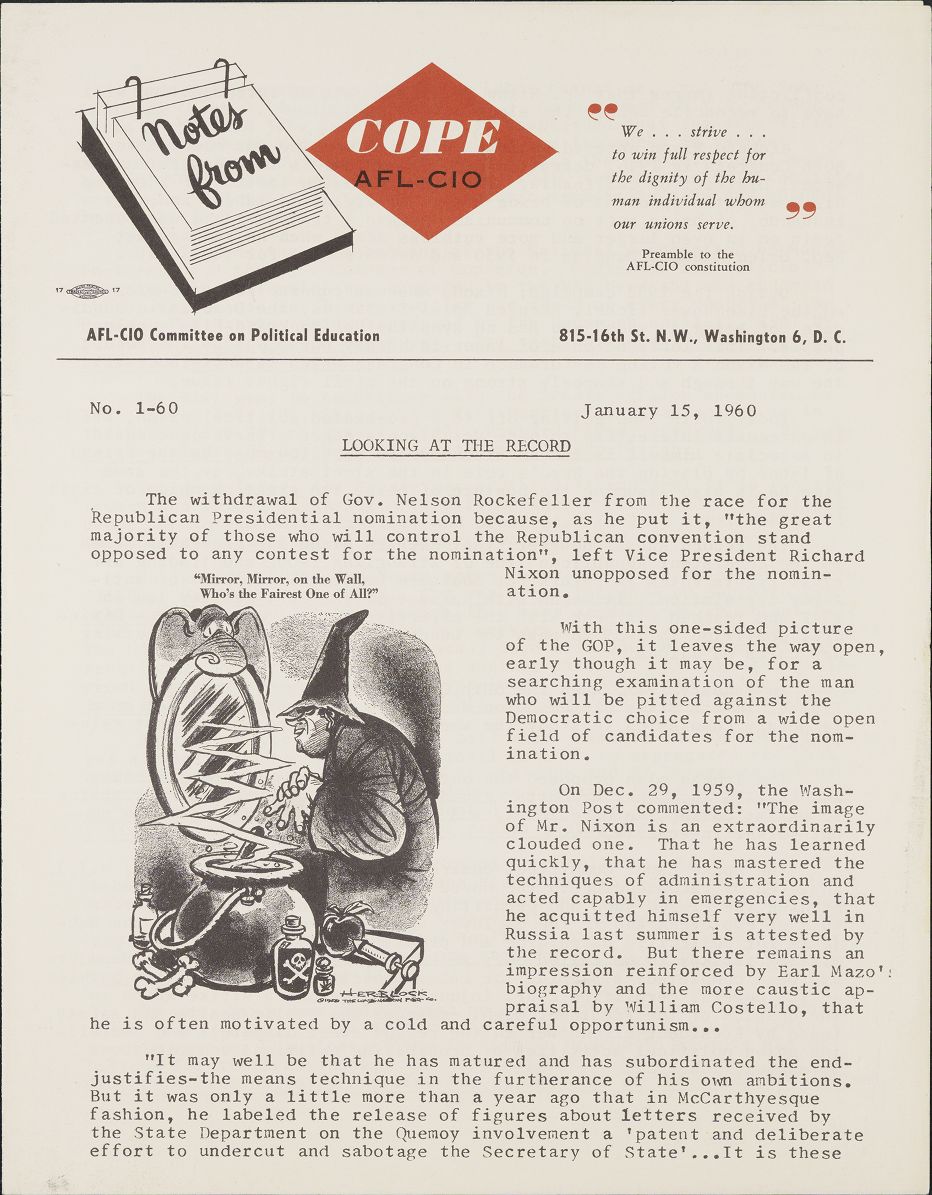 Notes
from
COPE
AFL-CIO
“We . . . strive . . .
to win full respect for
the dignity of the hu-
man individual whom
our unions serve.”
Preamble to the
AFL-CIO constitution
17 17
AFL-CIO Committee on Political Education
815-16th St. N.W., Washington 6, D. C.
No. 1-60
January 15, 1960
LOOKING AT THE RECORD
The withdrawal of Gov. Nelson Rockefeller from the race for the
Republican Presidential nomination because, as he put it, "the great
majority of those who will control the Republican convention stand
opposed to any contest for the nomination", left Vice President Richard
Nixon unopposed for the nomin-
ation.
“Mirror, Mirror, on the Wall,
Who's the Fairest One of All?”
HERBLOCK
With this one-sided picture
of the GOP, it leaves the way open,
early though it may be, for a
searching examination of the man
who will be pitted against the
Democratic choice from a wide open
field of candidates for the nom-
ination.
On Dec. 29, 1959, the Wash-
ington Post commented: "The image
of Mr. Nixon is an extraordinarily
clouded one. That he has learned
quickly, that he has mastered the
techniques of administration and
acted capably in emergencies, that
he acquitted himself very well in
Russia last summer is attested by
the record. But there remains an
impression reinforced by Earl Mazo's
biography and the more caustic ap-
praisal by William Costello, that
he is often motivated by a cold and careful opportunism...
"It may well be that he has matured and has subordinated the end-
justifies-the means technique in the furtherance of his own ambitions.
But it was only a little more than a year ago that in McCarthyesque
fashion, he labeled the release of figures about letters received by
the State Department on the Quemoy involvement a 'patent and deliberate
effort to undercut and sabotage the Secretary of State'...It is these